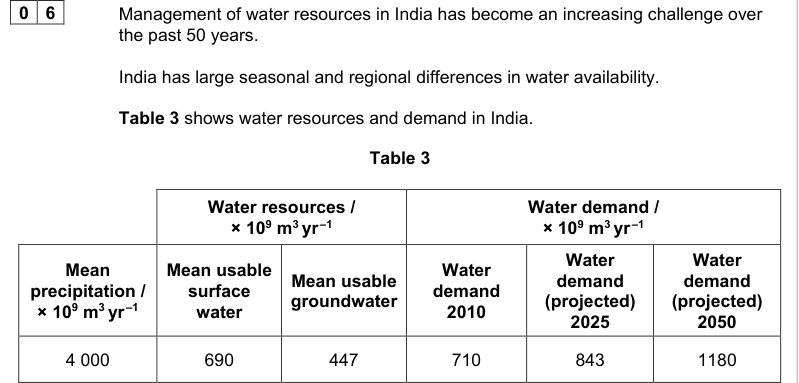 0 6
Management of water resources in India has become an increasing challenge over
the past 50 years.
India has large seasonal and regional differences in water availability.
Table 3 shows water resources and demand in India.
Table 3
Water resources /
× 10⁹ m³ yr⁻¹
Water demand /
× 10⁹ m³ yr⁻¹
Mean
precipitation /
× 10⁹ m³ yr⁻¹
Mean usable
surface
water
Mean usable
groundwater
Water
demand
2010
Water
demand
(projected)
2025
Water
demand
(projected)
2050
4 000
690
447
710
843
1180